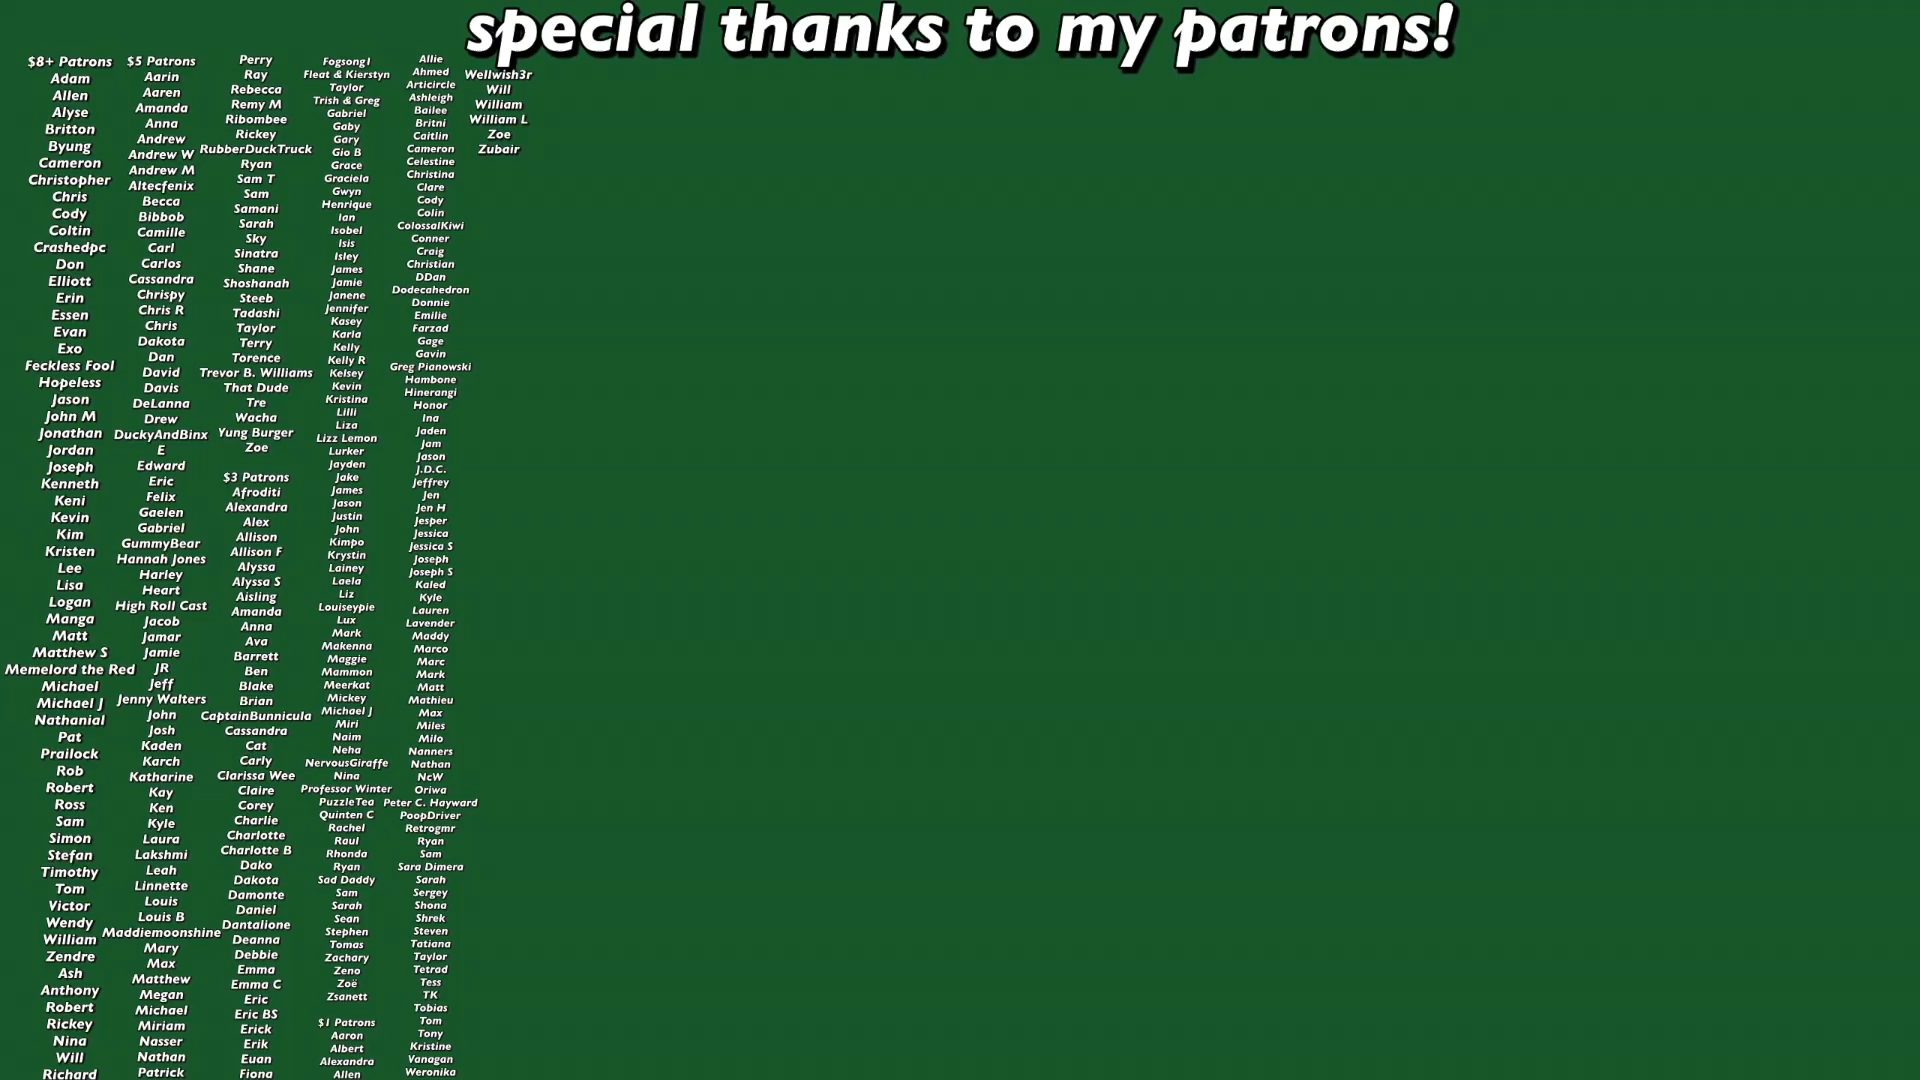 special thanks to my patrons!
$8+ Patrons
Adam
Allen
Alyse
Britton
Byung
Cameron
Christopher
Chris
Cody
Coltin
Crashedpc
Don
Elliott
Erin
Essen
Evan
Exo
Feckless Fool
Hopeless
Jason
John M
Jonathan
Jordan
Joseph
Kenneth
Keni
Kevin
Kim
Kristen
Lee
Lisa
Logan
Manga
Matt
Matthew S
Memelord the Red
Michael
Michael J
Nathanial
Pat
Prailock
Rob
Robert
Ross
Sam
Simon
Stefan
Timothy
Tom
Victor
Wendy
William
Zendre
Ash
Anthony
Robert
Rickey
Nina
Will
Richard
$5 Patrons
Aarin
Aaren
Amanda
Anna
Andrew
Andrew W
Andrew M
Altecfenix
Becca
Bibbob
Camille
Carl
Carlos
Cassandra
Chrispy
Chris R
Chris
Dakota
Dan
David
Davis
DeLanna
Drew
DuckyAndBinx
E
Edward
Eric
Felix
Gaelen
Gabriel
GummyBear
Hannah Jones
Harley
Heart
High Roll Cast
Jacob
Jamar
Jamie
JR
Jeff
Jenny Walters
John
Josh
Kaden
Karch
Katharine
Kay
Ken
Kyle
Laura
Lakshmi
Leah
Linnette
Louis
Louis B
Maddiemoonshine
Mary
Max
Matthew
Megan
Michael
Miriam
Nasser
Nathan
Patrick
Perry
Ray
Rebecca
Remy M
Ribombee
Rickey
RubberDuckTruck
Ryan
Sam T
Sam
Samani
Sarah
Sky
Sinatra
Shane
Shoshanah
Steeb
Tadashi
Taylor
Terry
Torence
Trevor B. Williams
That Dude
Tre
Wacha
Yung Burger
Zoe
$3 Patrons
Afroditi
Alexandra
Alex
Allison
Allison F
Alyssa
Alyssa S
Aisling
Amanda
Anna
Ava
Barrett
Ben
Blake
Brian
CaptainBunnicula
Cassandra
Cat
Carly
Clarissa Wee
Claire
Corey
Charlie
Charlotte
Charlotte B
Dako
Dakota
Damonte
Daniel
Dantalione
Deanna
Debbie
Emma
Emma C
Eric
Eric BS
Erick
Erik
Euan
Fiona
Fogsong1
Fleat & Kierstyn
Taylor
Trish & Greg
Gabriel
Gaby
Gary
Gio B
Grace
Graciela
Gwyn
Henrique
Ian
Isobel
Isis
Isley
James
Jamie
Janene
Jennifer
Kasey
Karla
Kelly
Kelly R
Kelsey
Kevin
Kristina
Lilli
Liza
Lizz Lemon
Lurker
Jayden
Jake
James
Jason
Justin
John
Kimpo
Krystin
Lainey
Laela
Liz
Louiseypie
Lux
Mark
Makenna
Maggie
Mammon
Meerkat
Mickey
Michael J
Miri
Naim
Neha
NervousGiraffe
Nina
Professor Winter
PuzzleTea
Quinten C
Rachel
Raul
Rhonda
Ryan
Sad Daddy
Sam
Sarah
Sean
Stephen
Tomas
Zachary
Zeno
Zoë
Zsanett
$1 Patrons
Aaron
Albert
Alexandra
Allen
Allie
Ahmed
Articircle
Ashleigh
Bailee
Britni
Caitlin
Cameron
Celestine
Christina
Clare
Cody
Colin
ColossalKiwi
Conner
Craig
Christian
DDan
Dodecahedron
Donnie
Emilie
Farzad
Gage
Gavin
Greg Pianowski
Hambone
Hinerangi
Honor
Ina
Jaden
Jam
Jason
J.D.C.
Jeffrey
Jen
Jen H
Jesper
Jessica
Jessica S
Joseph
Joseph S
Kaled
Kyle
Lauren
Lavender
Maddy
Marco
Marc
Mark
Matt
Mathieu
Max
Miles
Milo
Nanners
Nathan
NcW
Oriwa
Peter C. Hayward
PoopDriver
Retrogmr
Ryan
Sam
Sara Dimera
Sarah
Sergey
Shona
Shrek
Steven
Tatiana
Taylor
Tetrad
Tess
TK
Tobias
Tom
Tony
Kristine
Vanagan
Weronika
Wellwish3r
Will
William
William L
Zoe
Zubair